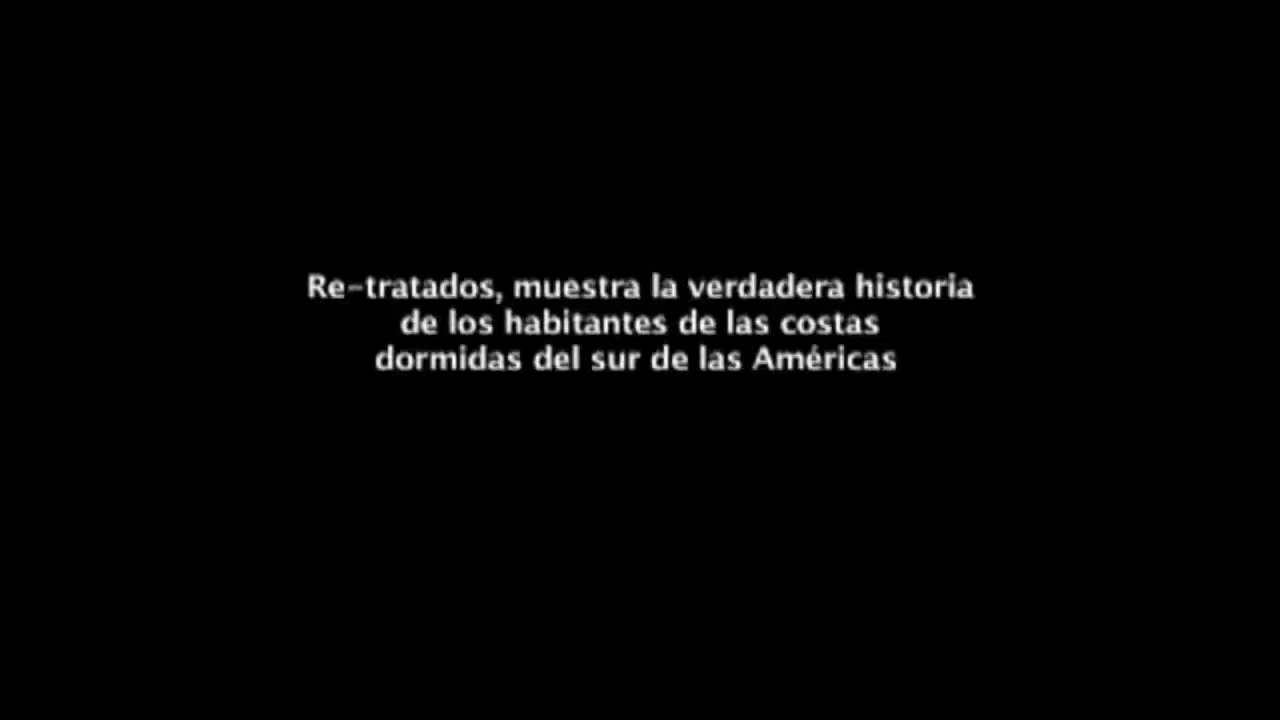 Re-tratados, muestra la verdadera historia
de los habitantes de las costas
dormidas del sur de las Américas